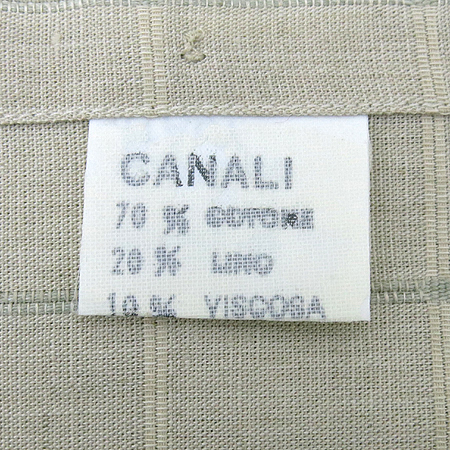 CANALI
70 % COTONE
20 % LINO
10 % VISCOSA